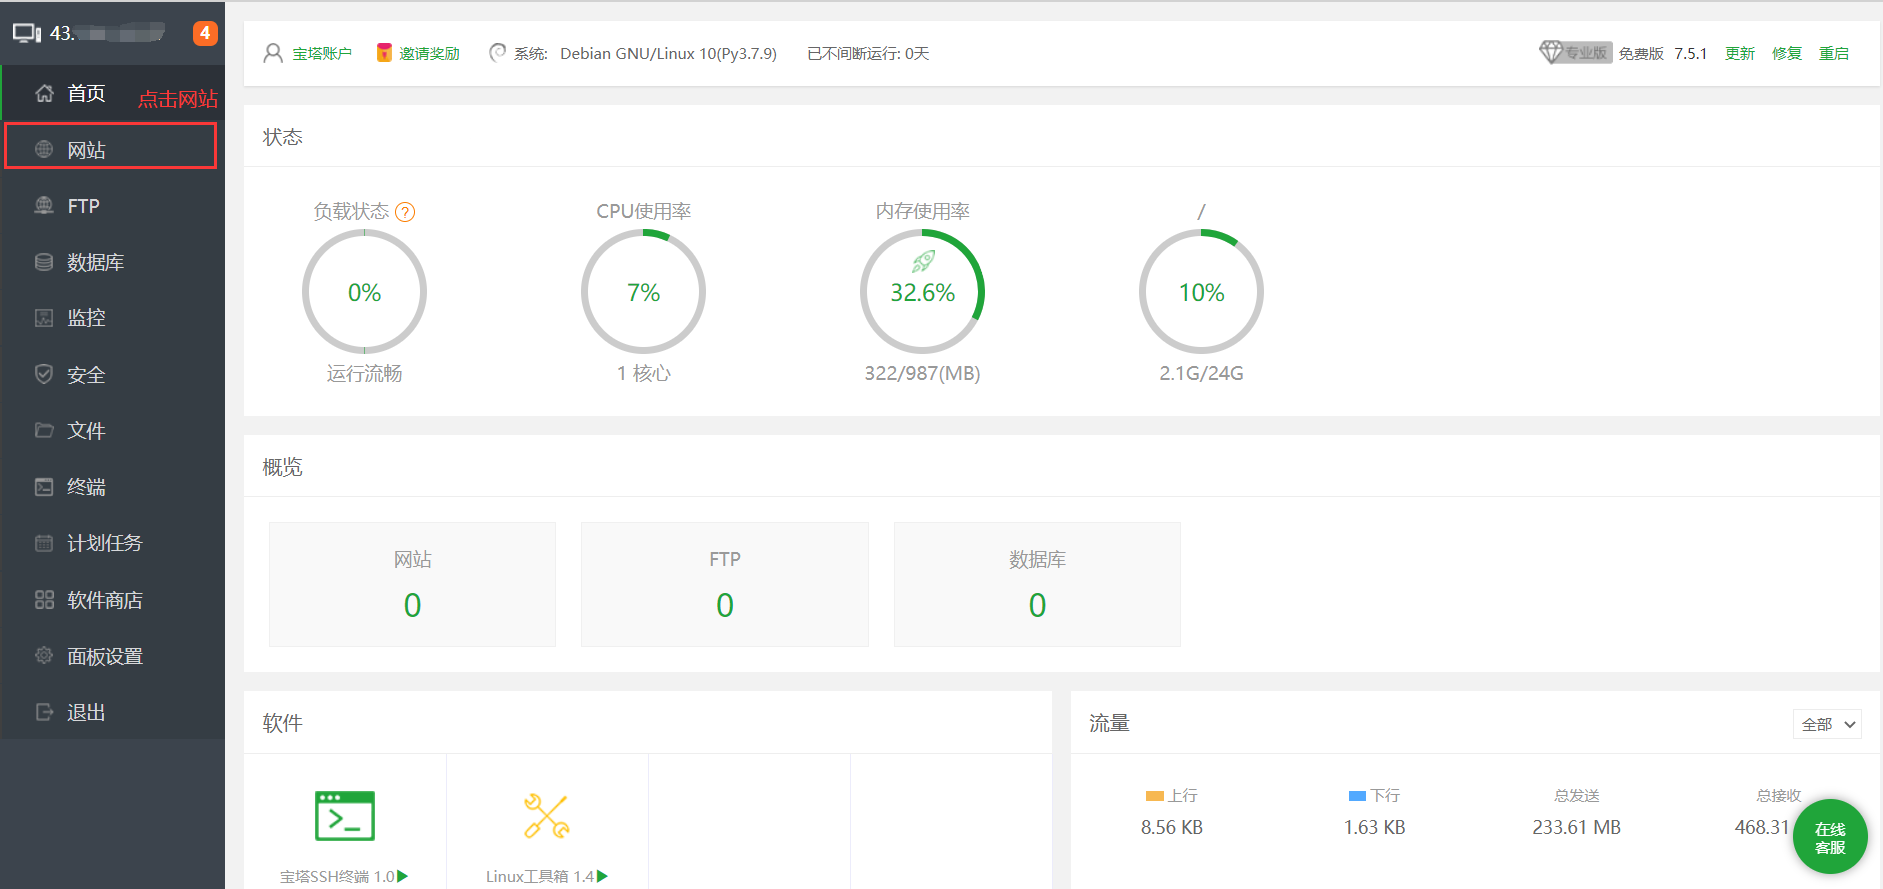 43.
4
首页
点击网站
网站
FTP
数据库
监控
安全
文件
终端
计划任务
软件商店
面板设置
退出
宝塔账户 邀请奖励 系统: Debian GNU/Linux 10(Py3.7.9) 已不间断运行: 0天 专业版 免费版 7.5.1 更新 修复 重启
状态
负载状态 ? CPU使用率 内存使用率 /
0% 7% 32.6% 10%
运行流畅 1 核心 322/987(MB) 2.1G/24G
概览
网站 FTP 数据库
0 0 0
软件
宝塔SSH终端 1.0 Linux工具箱 1.4
流量 全部
上行 下行 总发送 总接收
8.56 KB 1.63 KB 233.61 MB 468.31
在线
客服